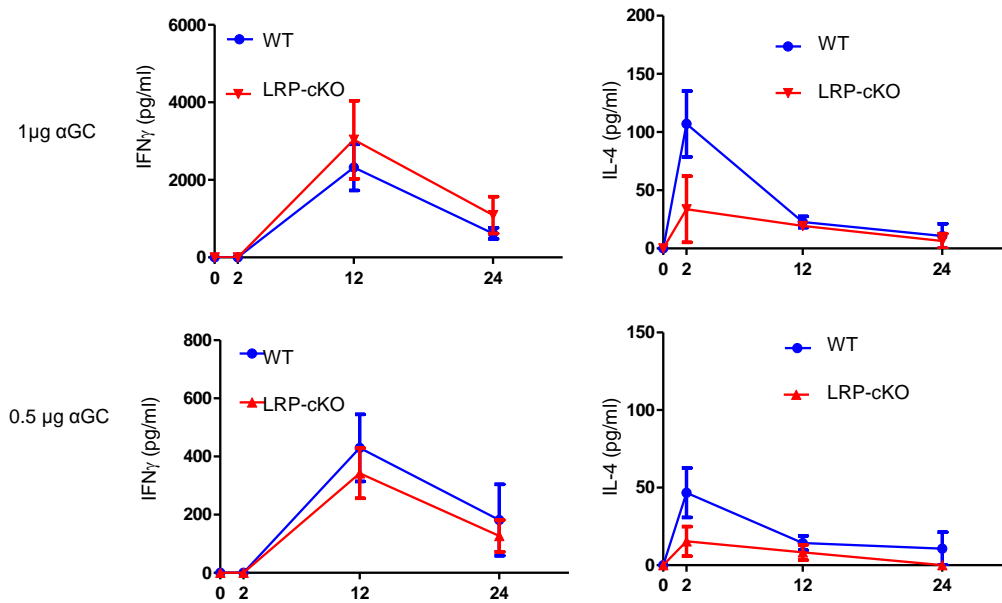 1μg αGC
IFNγ (pg/ml)
6000
4000
2000
0
WT
LRP-cKO
0 2 12 24
IL-4 (pg/ml)
200
150
100
50
0
WT
LRP-cKO
0 2 12 24
0.5 μg αGC
IFNγ (pg/ml)
800
600
400
200
0
WT
LRP-cKO
0 2 12 24
IL-4 (pg/ml)
150
100
50
0
WT
LRP-cKO
0 2 12 24